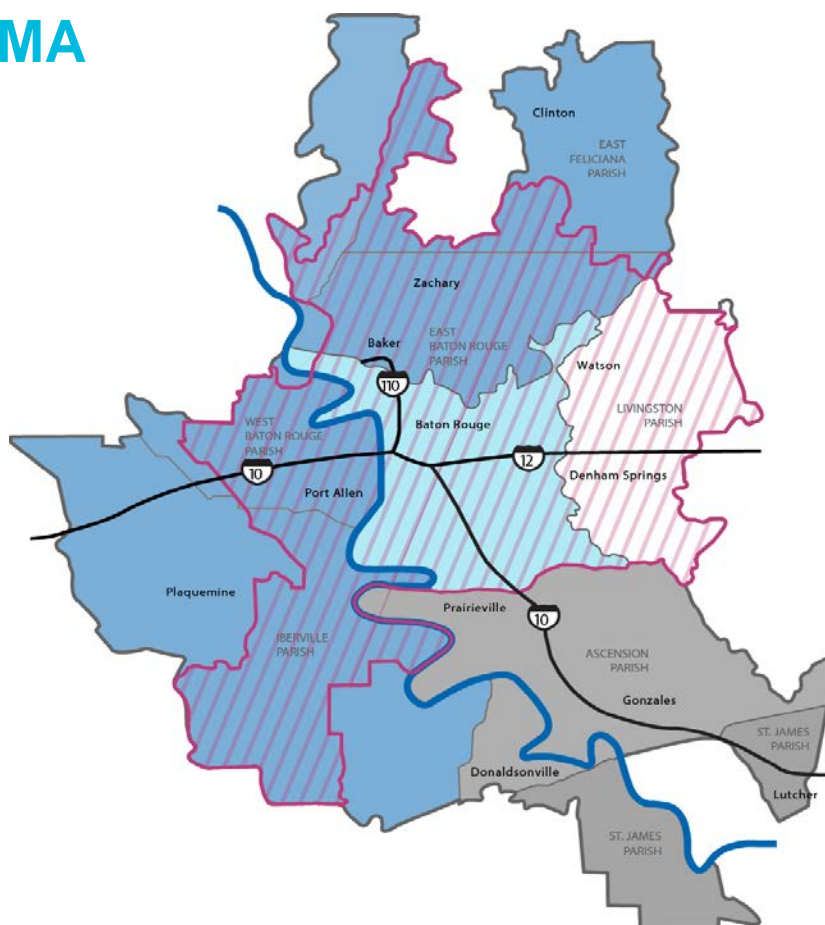 MA
Clinton
EAST
FELICIANA
PARISH
Zachary
EAST
BATON ROUGE
PARISH
Baker
110
Watson
LIVINGSTON
PARISH
WEST
BATON ROUGE
PARISH
Baton Rouge
12
10
Denham Springs
Port Allen
Plaquemine
Prairieville
10
IBERVILLE
PARISH
ASCENSION
PARISH
Gonzales
ST. JAMES
PARISH
Donaldsonville
Lutcher
ST. JAMES
PARISH